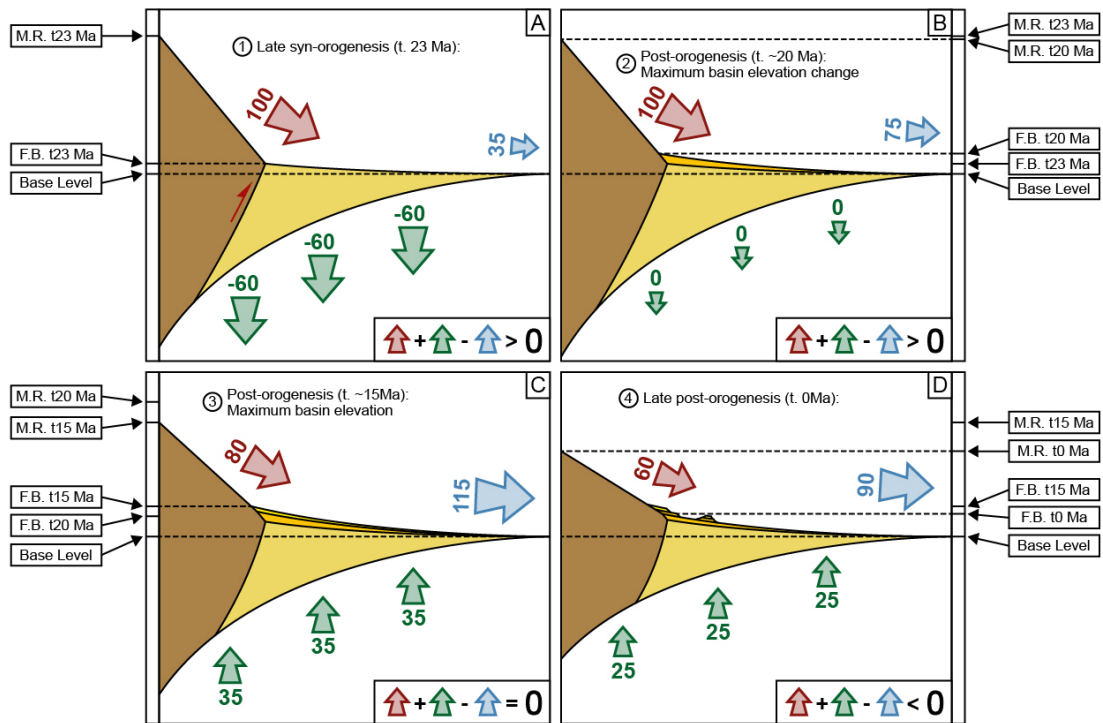 A
M.R. t23 Ma
① Late syn-orogenesis (t. 23 Ma):
100
35
F.B. t23 Ma
Base Level
-60
-60
-60
+ - > 0
B
M.R. t23 Ma
M.R. t20 Ma
② Post-orogenesis (t. ~20 Ma):
Maximum basin elevation change
100
75
F.B. t20 Ma
F.B. t23 Ma
Base Level
0
0
0
+ - > 0
C
M.R. t20 Ma
M.R. t15 Ma
③ Post-orogenesis (t. ~15Ma):
Maximum basin elevation
80
115
F.B. t15 Ma
F.B. t20 Ma
Base Level
35
35
35
+ - = 0
D
④ Late post-orogenesis (t. 0Ma):
M.R. t15 Ma
M.R. t0 Ma
60
90
F.B. t15 Ma
F.B. t0 Ma
Base Level
25
25
25
+ - < 0